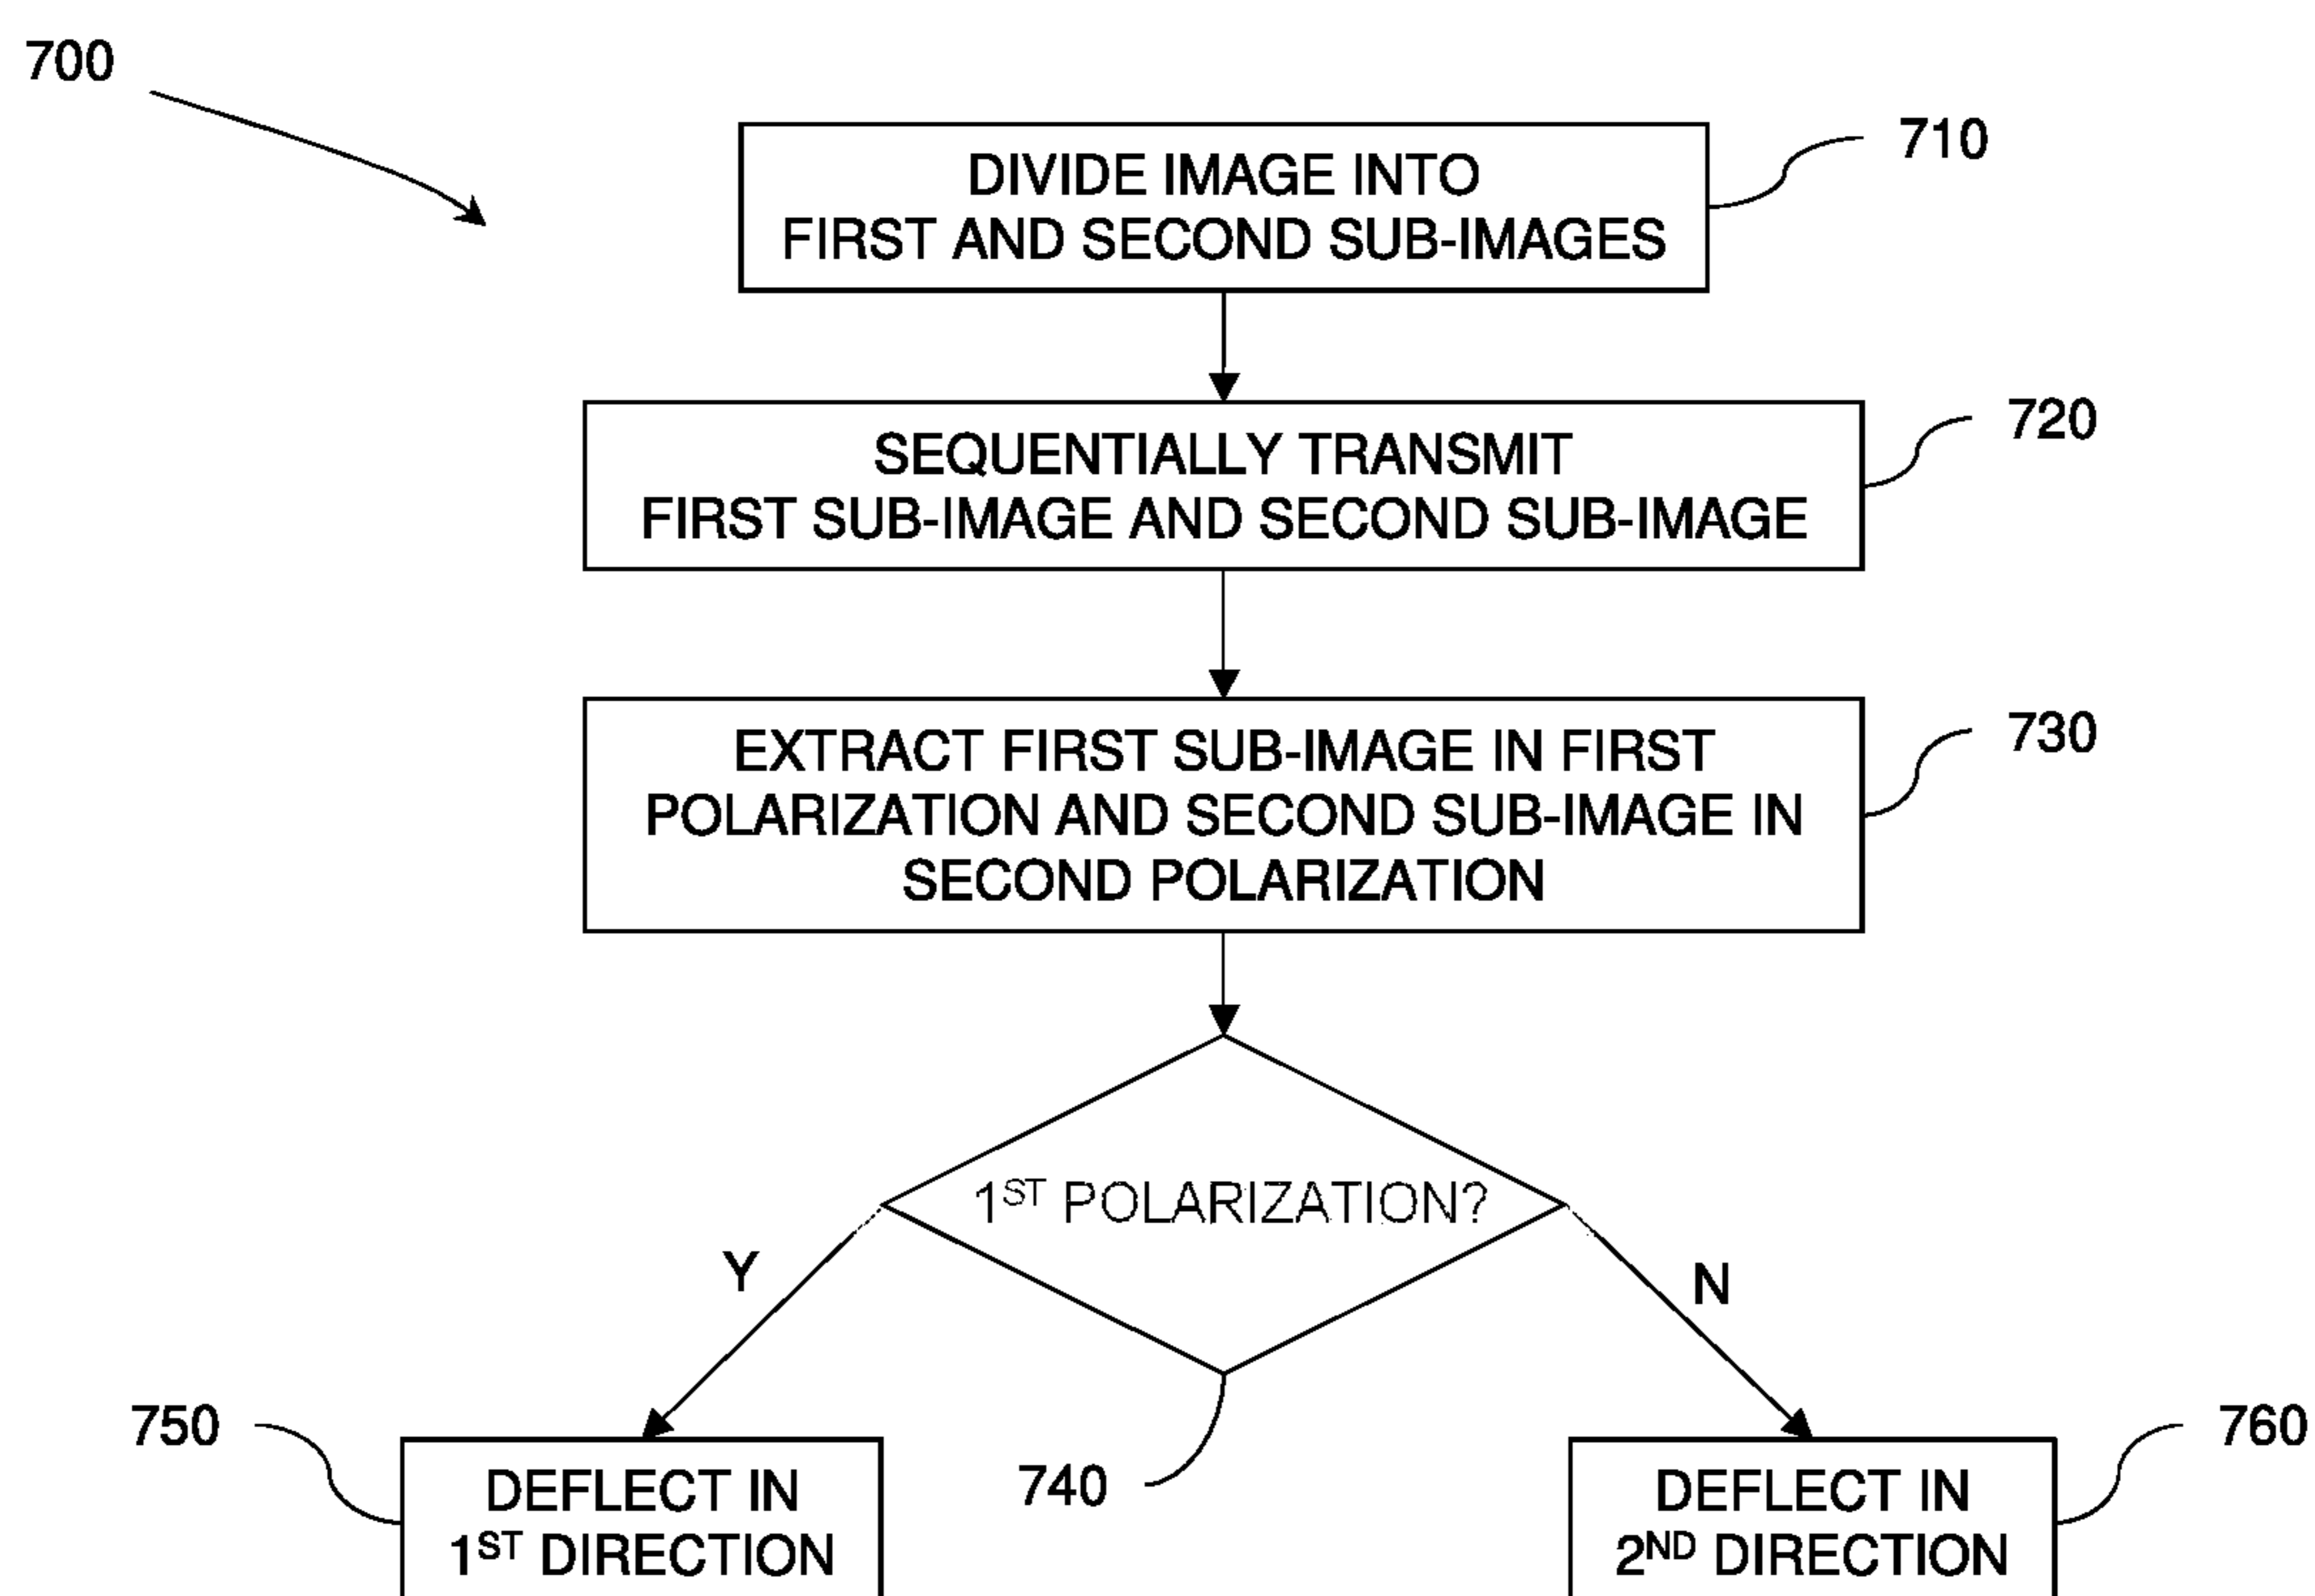 700
710
DIVIDE IMAGE INTO
FIRST AND SECOND SUB-IMAGES
720
SEQUENTIALLY TRANSMIT
FIRST SUB-IMAGE AND SECOND SUB-IMAGE
730
EXTRACT FIRST SUB-IMAGE IN FIRST
POLARIZATION AND SECOND SUB-IMAGE IN
SECOND POLARIZATION
1ST POLARIZATION?
Y
N
750
740
760
DEFLECT IN
1ST DIRECTION
DEFLECT IN
2ND DIRECTION